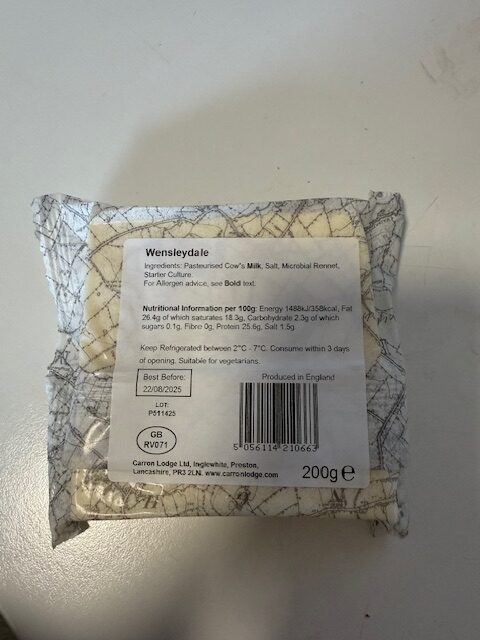 Wensleydale
Ingredients: Pasteurised Cow's Milk, Salt, Microbial Rennet,
Starter Culture.
For Allergen advice, see Bold text.
Nutritional Information per 100g: Energy 1488kJ/358kcal, Fat
26.4g of which saturates 18.3g, Carbohydrate 2.3g of which
sugars 0.1g, Fibre 0g, Protein 25.6g, Salt 1.5g
Keep Refrigerated between 2°C - 7°C. Consume within 3 days
of opening. Suitable for vegetarians.
Best Before:
22/08/2025
Produced in England
LOT:
P511425
GB
RV071
5 056114 210663
Carron Lodge Ltd, Inglewhite, Preston,
Lancashire, PR3 2LN. www.carronlodge.com
200g℮